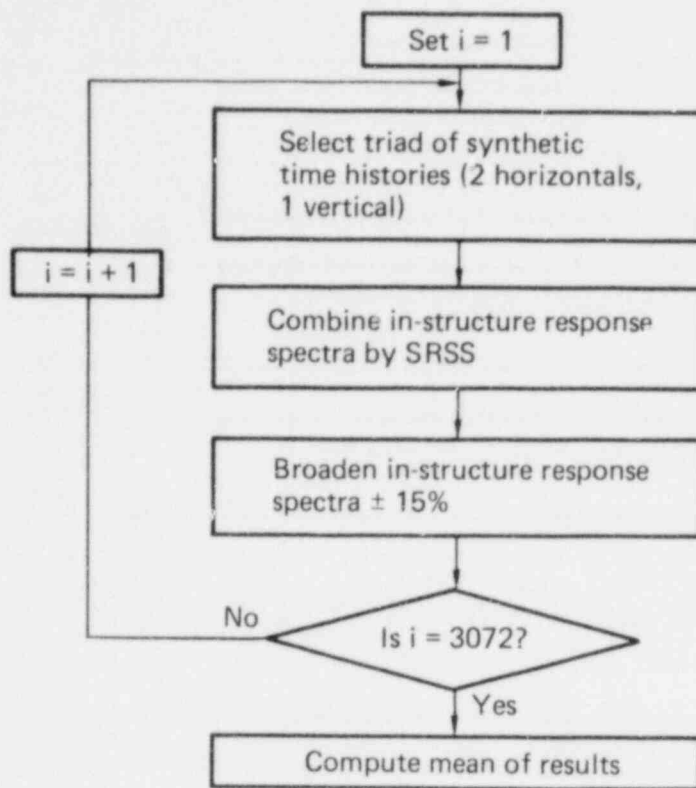 Set i = 1
Select triad of synthetic
time histories (2 horizontals,
1 vertical)
i = i + 1
Combine in-structure response
spectra by SRSS
Broaden in-structure response
spectra ± 15%
No
Is i = 3072?
Yes
Compute mean of results